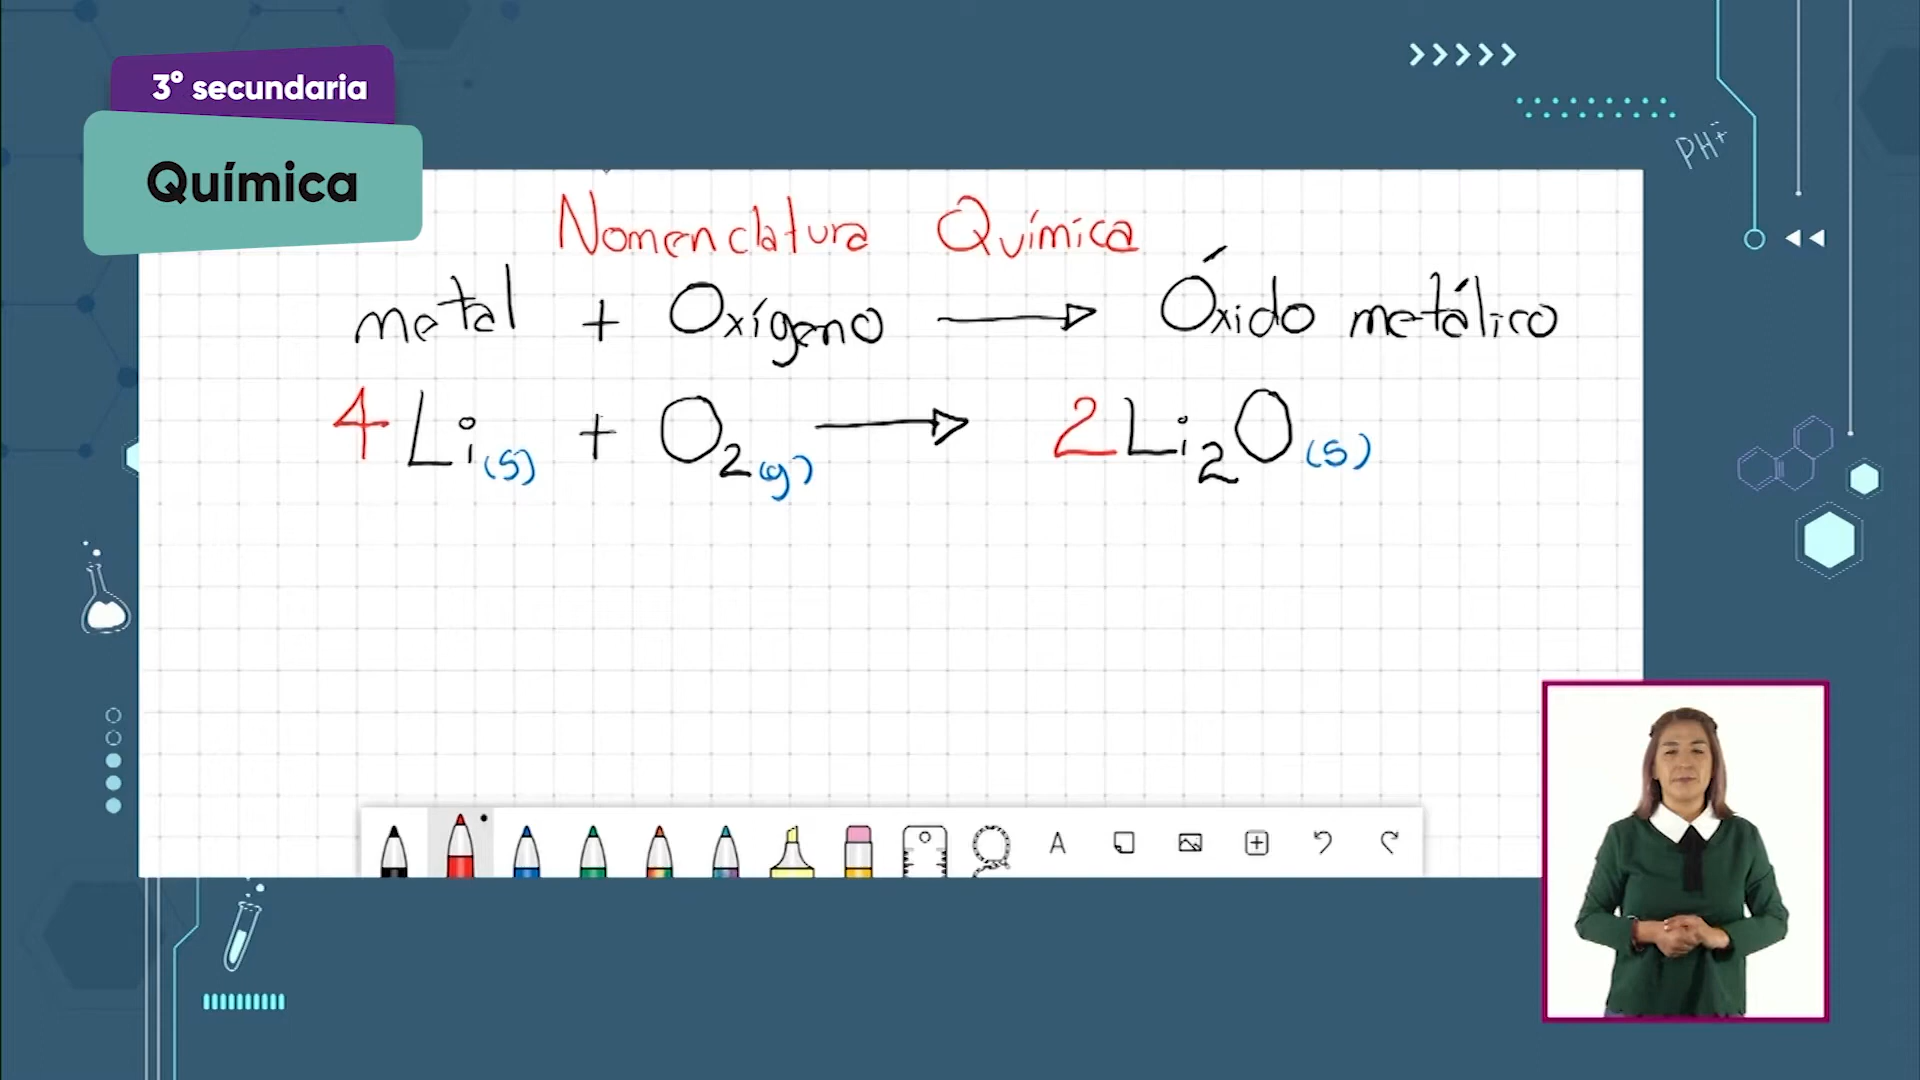 3° secundaria
Química
PH+
Nomenclatura Química
metal + Oxígeno → Óxido metálico
4Li(s) + O2(g) → 2Li2O(s)
A